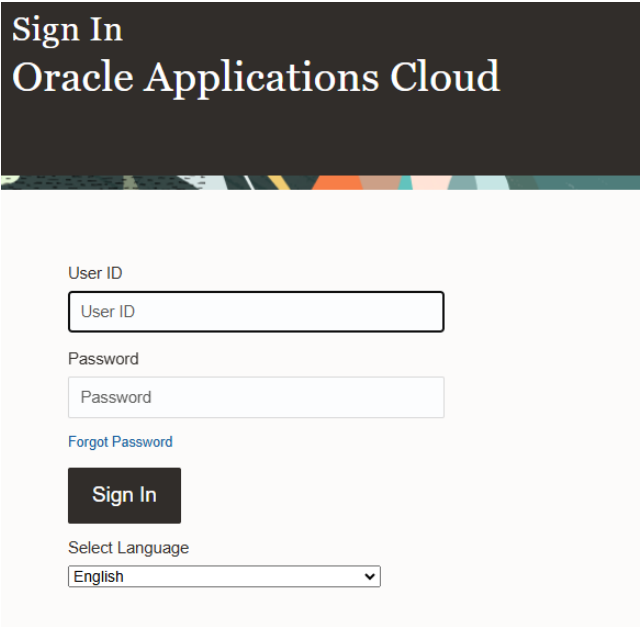 Sign In
Oracle Applications Cloud
User ID
User ID
Password
Password
Forgot Password
Sign In
Select Language
English